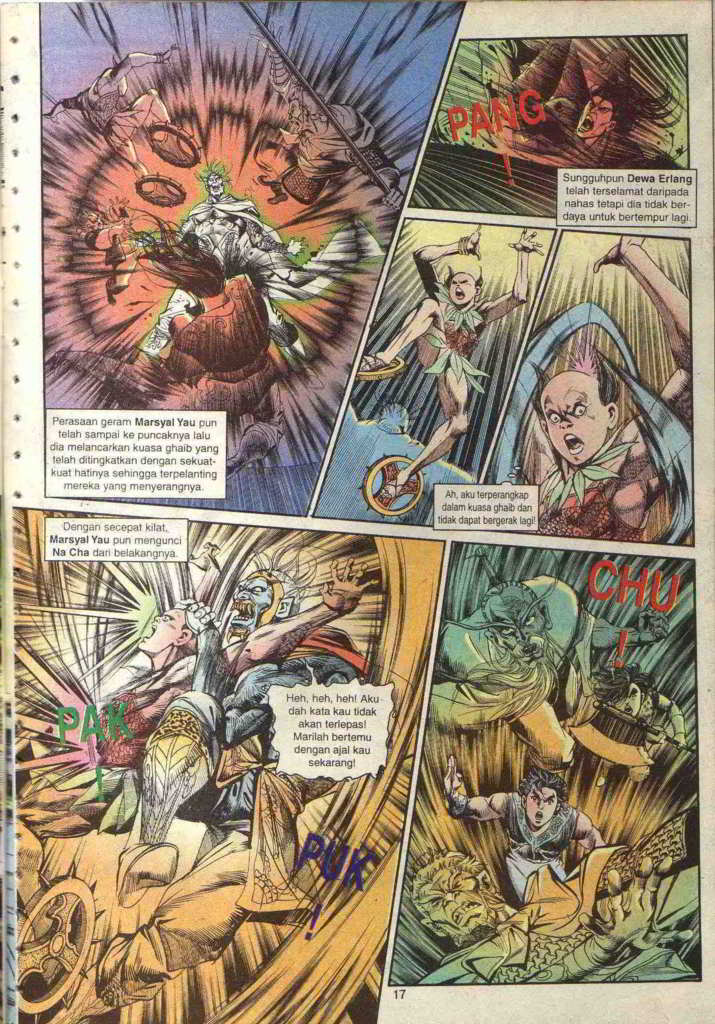 Perasaan geram Marsyal Yau pun
telah sampai ke puncaknya lalu
dia melancarkan kuasa ghaib yang
telah ditingkatkan dengan sekuat-
kuat hatinya sehingga terpelanting
mereka yang menyerangnya.
PANG
!
Sungguhpun Dewa Erlang
telah terselamat daripada
nahas tetapi dia tidak ber-
daya untuk bertempur lagi.
Ah, aku terperangkap
dalam kuasa ghaib dan
tidak dapat bergerak lagi!
Dengan secepat kilat,
Marsyal Yau pun mengunci
Na Cha dari belakangnya.
PAK
!
Heh, heh, heh! Aku
dah kata kau tidak
akan terlepas!
Marilah bertemu
dengan ajal kau
sekarang!
PUK
!
CHU
!
17